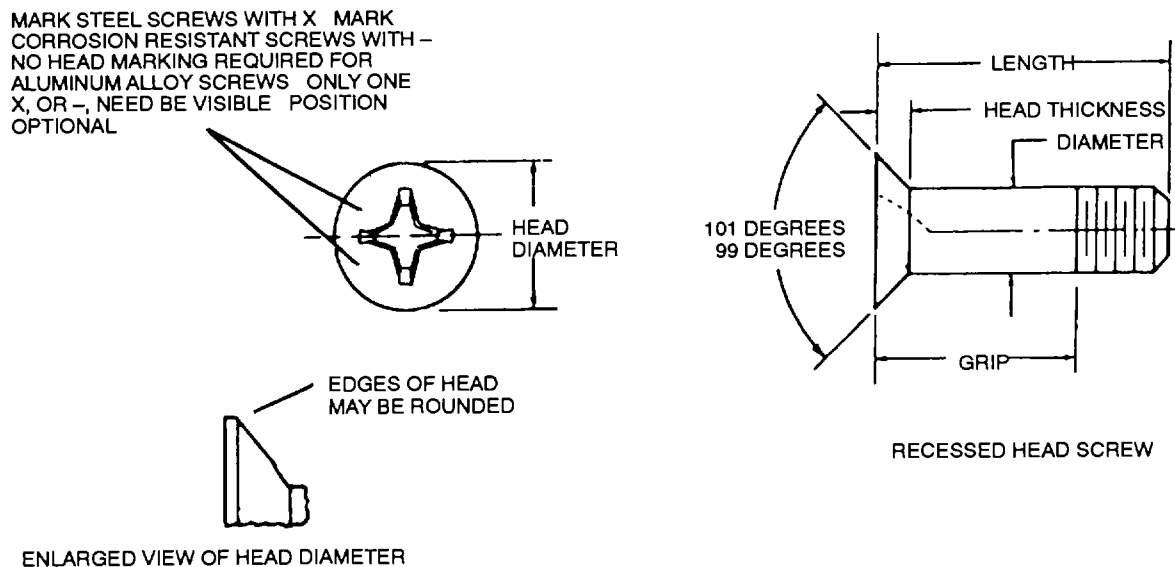 MARK STEEL SCREWS WITH X MARK
CORROSION RESISTANT SCREWS WITH –
NO HEAD MARKING REQUIRED FOR
ALUMINUM ALLOY SCREWS ONLY ONE
X, OR –, NEED BE VISIBLE POSITION
OPTIONAL
HEAD
DIAMETER
EDGES OF HEAD
MAY BE ROUNDED
ENLARGED VIEW OF HEAD DIAMETER
LENGTH
HEAD THICKNESS
DIAMETER
101 DEGREES
99 DEGREES
GRIP
RECESSED HEAD SCREW